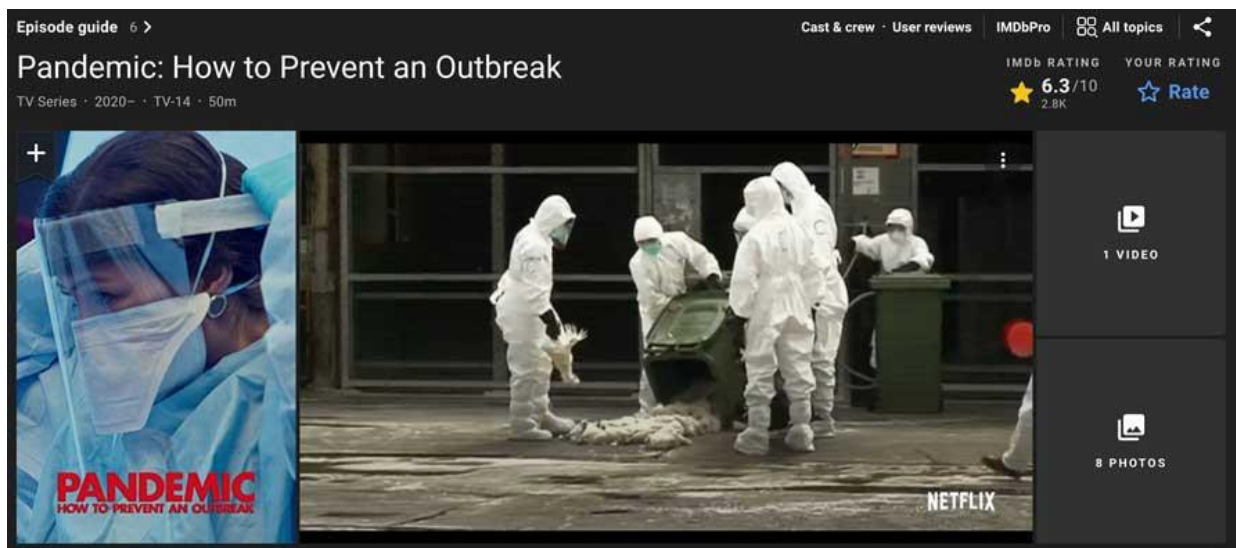 Episode guide 6
Cast & crew · User reviews IMDbPro All topics
Pandemic: How to Prevent an Outbreak
TV Series · 2020– · TV-14 · 50m
IMDb RATING
6.3/10
2.8K
YOUR RATING
Rate
PANDEMIC
HOW TO PREVENT AN OUTBREAK
NETFLIX
1 VIDEO
8 PHOTOS